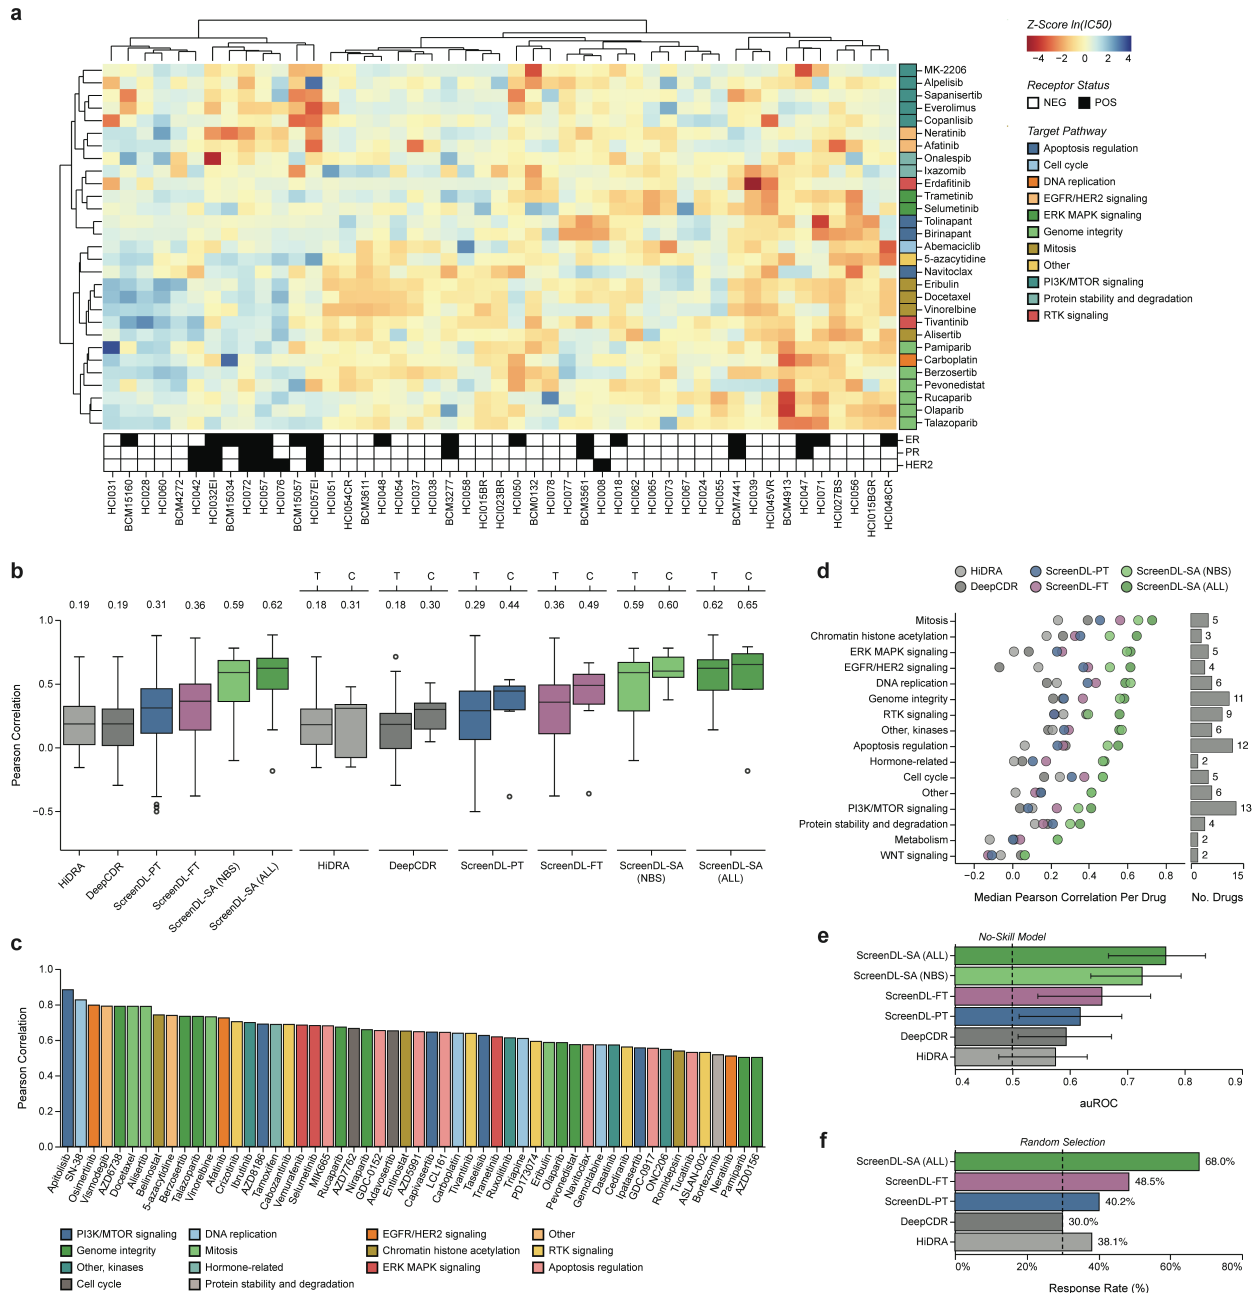 a
Z-Score ln(IC50)
−4 −2 0 2 4
Receptor Status
NEG POS
Target Pathway
Apoptosis regulation
Cell cycle
DNA replication
EGFR/HER2 signaling
ERK MAPK signaling
Genome integrity
Mitosis
Other
PI3K/MTOR signaling
Protein stability and degradation
RTK signaling
MK-2206
Alpelisib
Sapanisertib
Everolimus
Copanlisib
Neratinib
Afatinib
Onalespib
Ixazomib
Erdafitinib
Trametinib
Selumetinib
Tolinapant
Birinapant
Abemaciclib
5-azacytidine
Navitoclax
Eribulin
Docetaxel
Vinorelbine
Tivantinib
Alisertib
Pamiparib
Carboplatin
Berzosertib
Pevonedistat
Rucaparib
Olaparib
Talazoparib
ER
PR
HER2
HCI031
BCM15160
HCI028
HCI060
BCM4272
HCI042
HCI032EI
BCM15034
HCI072
HCI057
HCI076
BCM15057
HCI057EI
HCI051
HCI054CR
BCM3611
HCI048
HCI054
HCI037
HCI038
BCM3277
HCI058
HCI015BR
HCI023BR
HCI050
BCM0132
HCI078
HCI077
BCM3561
HCI008
HCI018
HCI062
HCI065
HCI073
HCI067
HCI024
HCI055
BCM7441
HCI039
HCI045VR
BCM4913
HCI047
HCI071
HCI027BS
HCI056
HCI015BGR
HCI048CR
b
T C T C T C T C T C T C
0.19 0.19 0.31 0.36 0.59 0.62 0.18 0.31 0.18 0.30 0.29 0.44 0.36 0.49 0.59 0.60 0.62 0.65
1.0
0.5
0.0
−0.5
Pearson Correlation
HiDRA
DeepCDR
ScreenDL-PT
ScreenDL-FT
ScreenDL-SA (NBS)
ScreenDL-SA (ALL)
HiDRA
DeepCDR
ScreenDL-PT
ScreenDL-FT
ScreenDL-SA
(NBS)
ScreenDL-SA
(ALL)
c
1.0
0.8
0.6
0.4
0.2
0.0
Pearson Correlation
Apitolisib
SN-38
Osimertinib
Vismodegib
AZD6738
Docetaxel
Alisertib
Belinostat
5-azacytidine
Berzosertib
Talazoparib
Vinorelbine
Afatinib
Crizotinib
Ibrutinib
AZD8186
Tamoxifen
Cabozantinib
Vemurafenib
Selumetinib
MIK665
Rucaparib
AZD7762
Niraparib
GDC-0152
Adavosertib
Entinostat
AZD5991
Capivasertib
LCL161
Carboplatin
Tivantinib
Taselisib
Trametinib
Ruxolitinib
Triapine
PD173074
Eribulin
Olaparib
Pevonedistat
Navitoclax
Gemcitabine
Dasatinib
Cediranib
Ipatasertib
GDC-0917
ONC206
Romidepsin
Tucatinib
ASLAN-002
Bortezomib
Neratinib
Pamiparib
AZD0156
PI3K/MTOR signaling
DNA replication
EGFR/HER2 signaling
Other
Genome integrity
Mitosis
Chromatin histone acetylation
RTK signaling
Other, kinases
Hormone-related
ERK MAPK signaling
Apoptosis regulation
Cell cycle
Protein stability and degradation
d
HiDRA
ScreenDL-PT
ScreenDL-SA (NBS)
DeepCDR
ScreenDL-FT
ScreenDL-SA (ALL)
Mitosis 5
Chromatin histone acetylation 3
ERK MAPK signaling 5
EGFR/HER2 signaling 4
DNA replication 6
Genome integrity 11
RTK signaling 9
Other, kinases 6
Apoptosis regulation 12
Hormone-related 2
Cell cycle 5
Other 6
PI3K/MTOR signaling 13
Protein stability and degradation 4
Metabolism 2
WNT signaling 2
−0.2 0.0 0.2 0.4 0.6 0.8 0 15
Median Pearson Correlation Per Drug No. Drugs
e
No-Skill Model
ScreenDL-SA (ALL)
ScreenDL-SA (NBS)
ScreenDL-FT
ScreenDL-PT
DeepCDR
HiDRA
0.4 0.5 0.6 0.7 0.8 0.9
auROC
f
Random Selection
ScreenDL-SA (ALL) 68.0%
ScreenDL-FT 48.5%
ScreenDL-PT 40.2%
DeepCDR 30.0%
HiDRA 38.1%
0% 20% 40% 60% 80%
Response Rate (%)